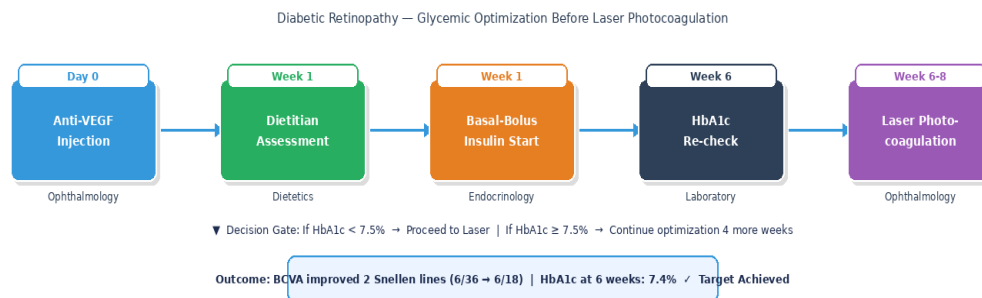 Diabetic Retinopathy — Glycemic Optimization Before Laser Photocoagulation
Day 0
Week 1
Week 1
Week 6
Week 6-8
Anti-VEGF
Injection
Dietitian
Assessment
Basal-Bolus
Insulin Start
HbA1c
Re-check
Laser Photo-
coagulation
Ophthalmology
Dietetics
Endocrinology
Laboratory
Ophthalmology
▼ Decision Gate: If HbA1c < 7.5% → Proceed to Laser | If HbA1c ≥ 7.5% → Continue optimization 4 more weeks
Outcome: BCVA improved 2 Snellen lines (6/36 → 6/18) | HbA1c at 6 weeks: 7.4% ✓ Target Achieved